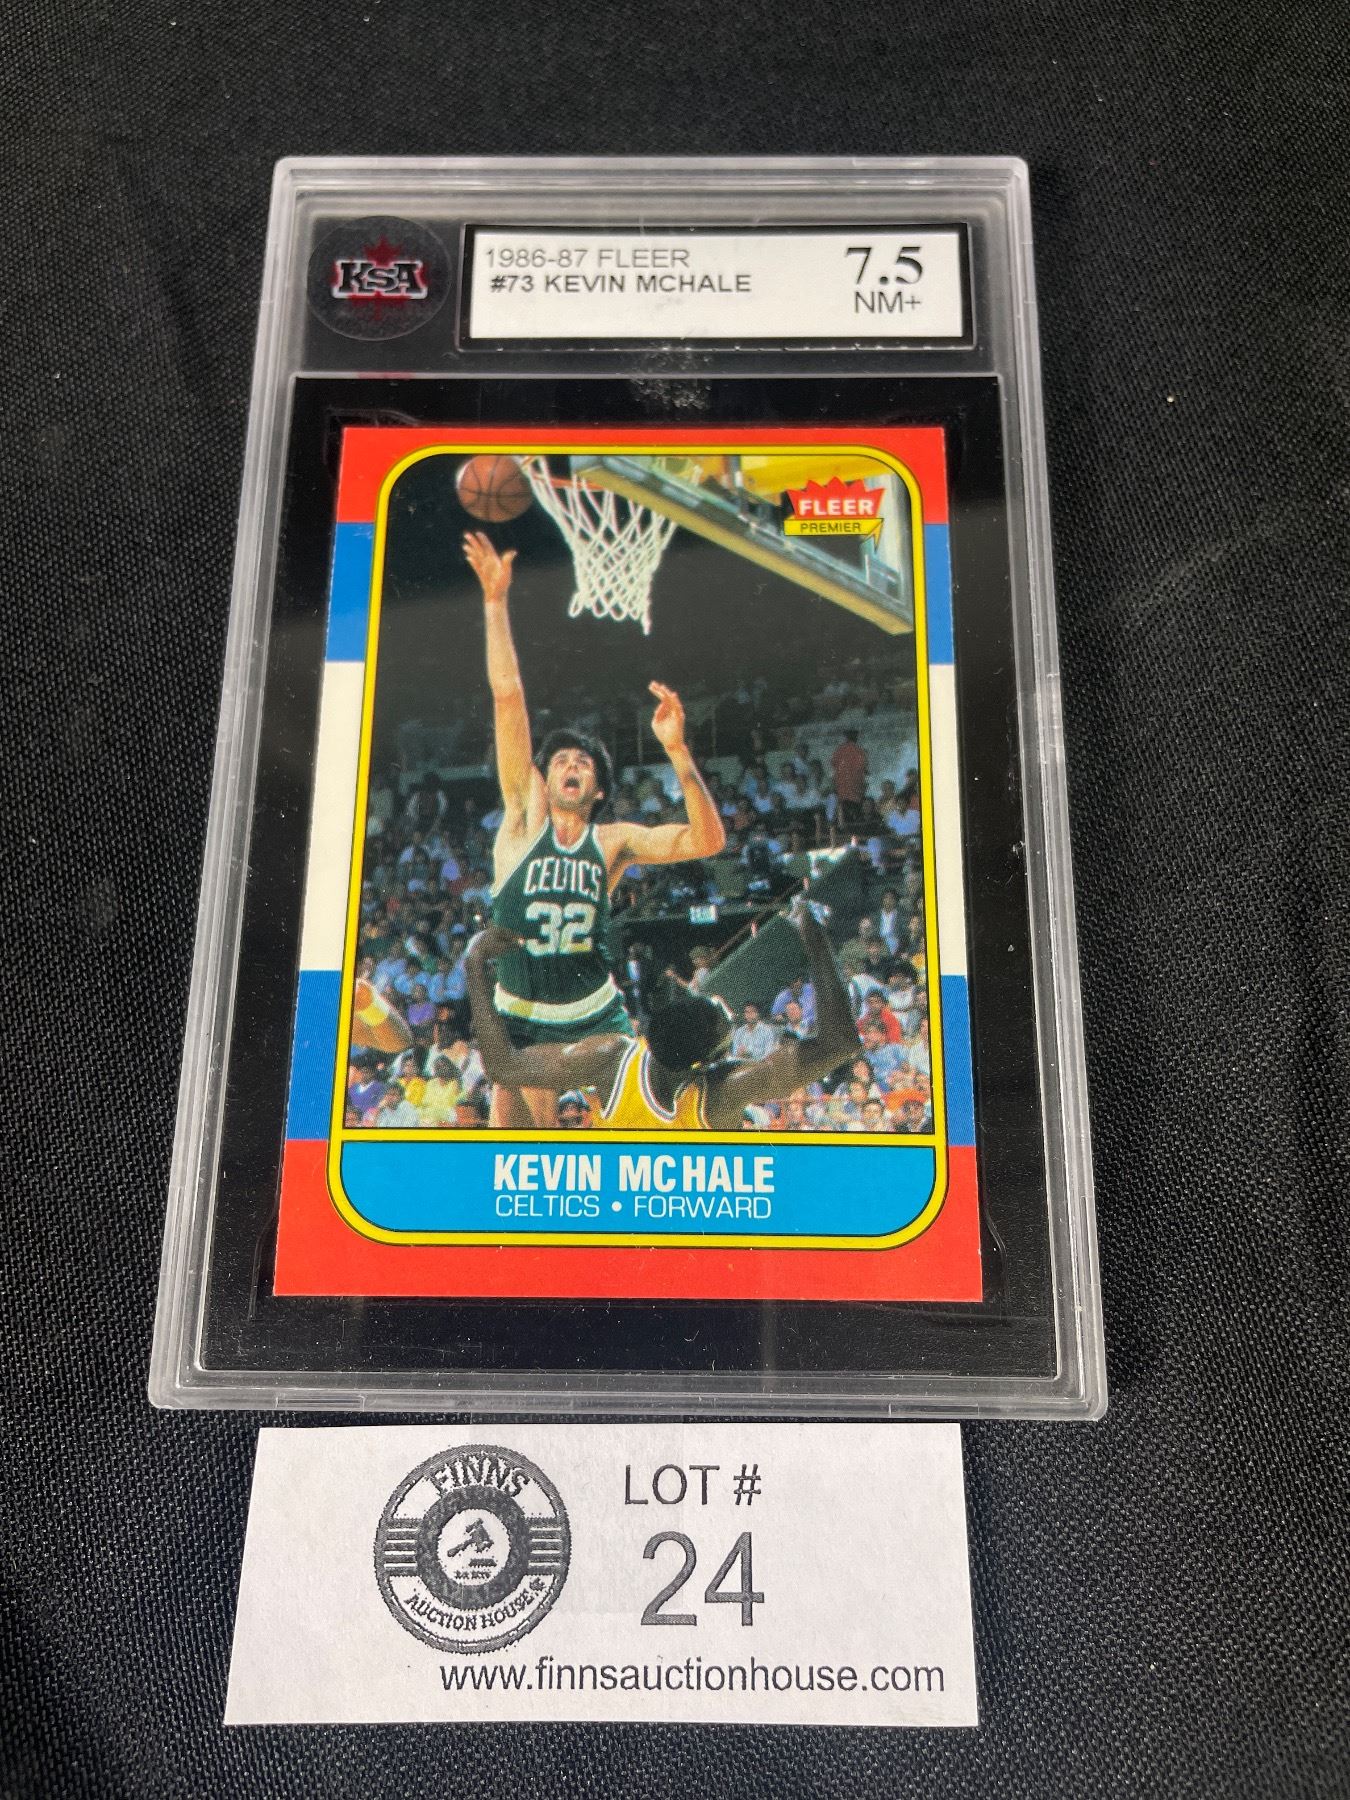 KSA
1986-87 FLEER
#73 KEVIN MCHALE
7.5
NM+
FLEER
PREMIER
CELTICS
32
KEVIN MCHALE
CELTICS • FORWARD
FINNS
AUCTION HOUSE
LOT #
24
www.finnsauctionhouse.com